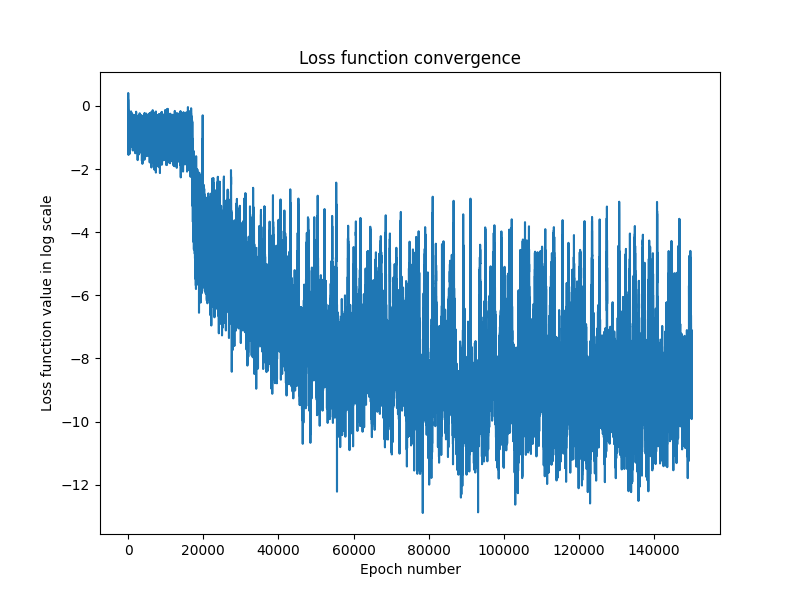 Loss function convergence
Loss function value in log scale
0
−2
−4
−6
−8
−10
−12
0 20000 40000 60000 80000 100000 120000 140000
Epoch number